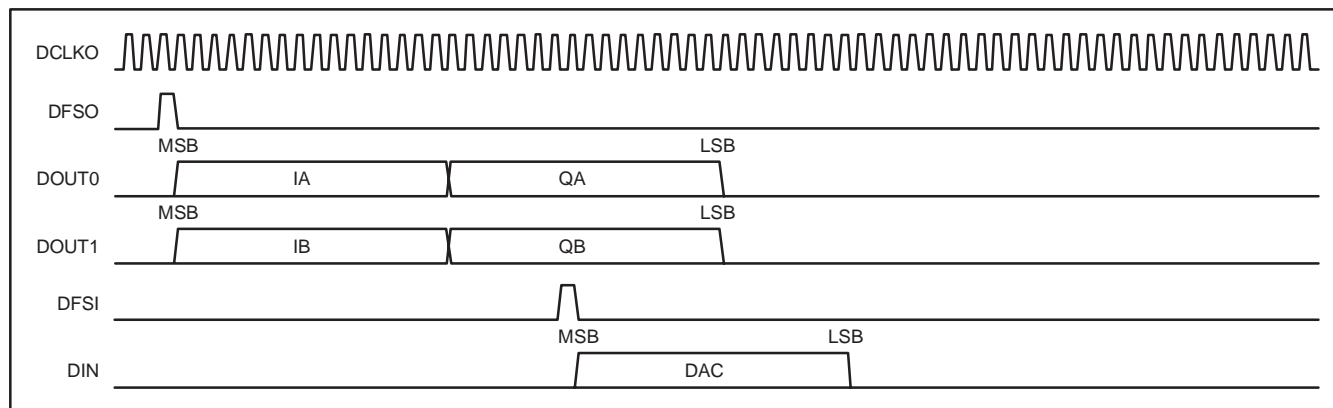 DCLKO
DFSO
MSB LSB
DOUT0 IA QA
MSB LSB
DOUT1 IB QB
DFSI
MSB LSB
DIN DAC